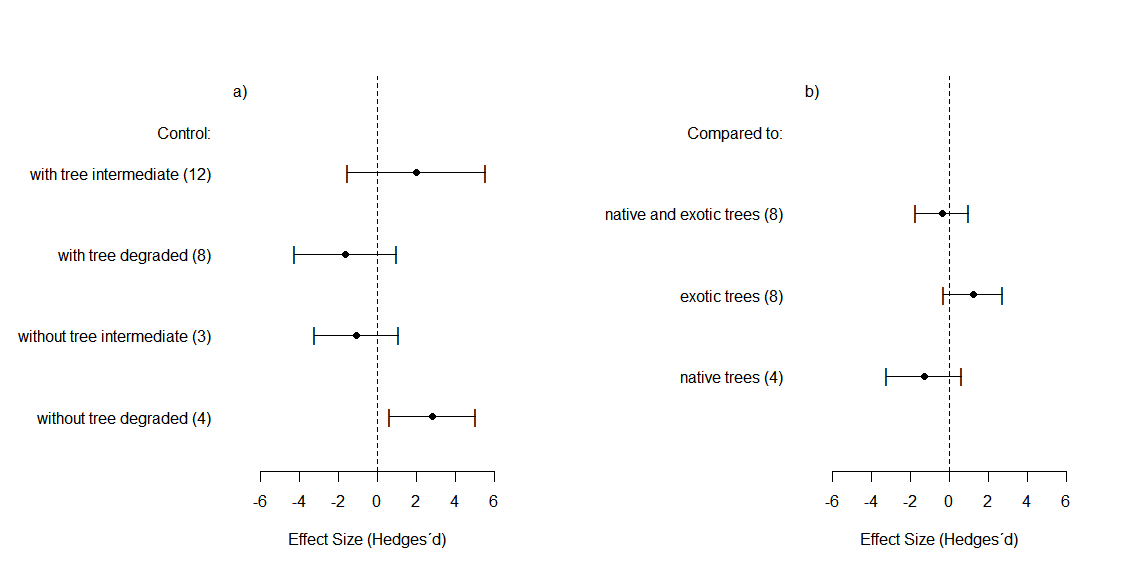 a)
Control:
with tree intermediate (12)
with tree degraded (8)
without tree intermediate (3)
without tree degraded (4)
-6 -4 -2 0 2 4 6
Effect Size (Hedges´d)
b)
Compared to:
native and exotic trees (8)
exotic trees (8)
native trees (4)
-6 -4 -2 0 2 4 6
Effect Size (Hedges´d)